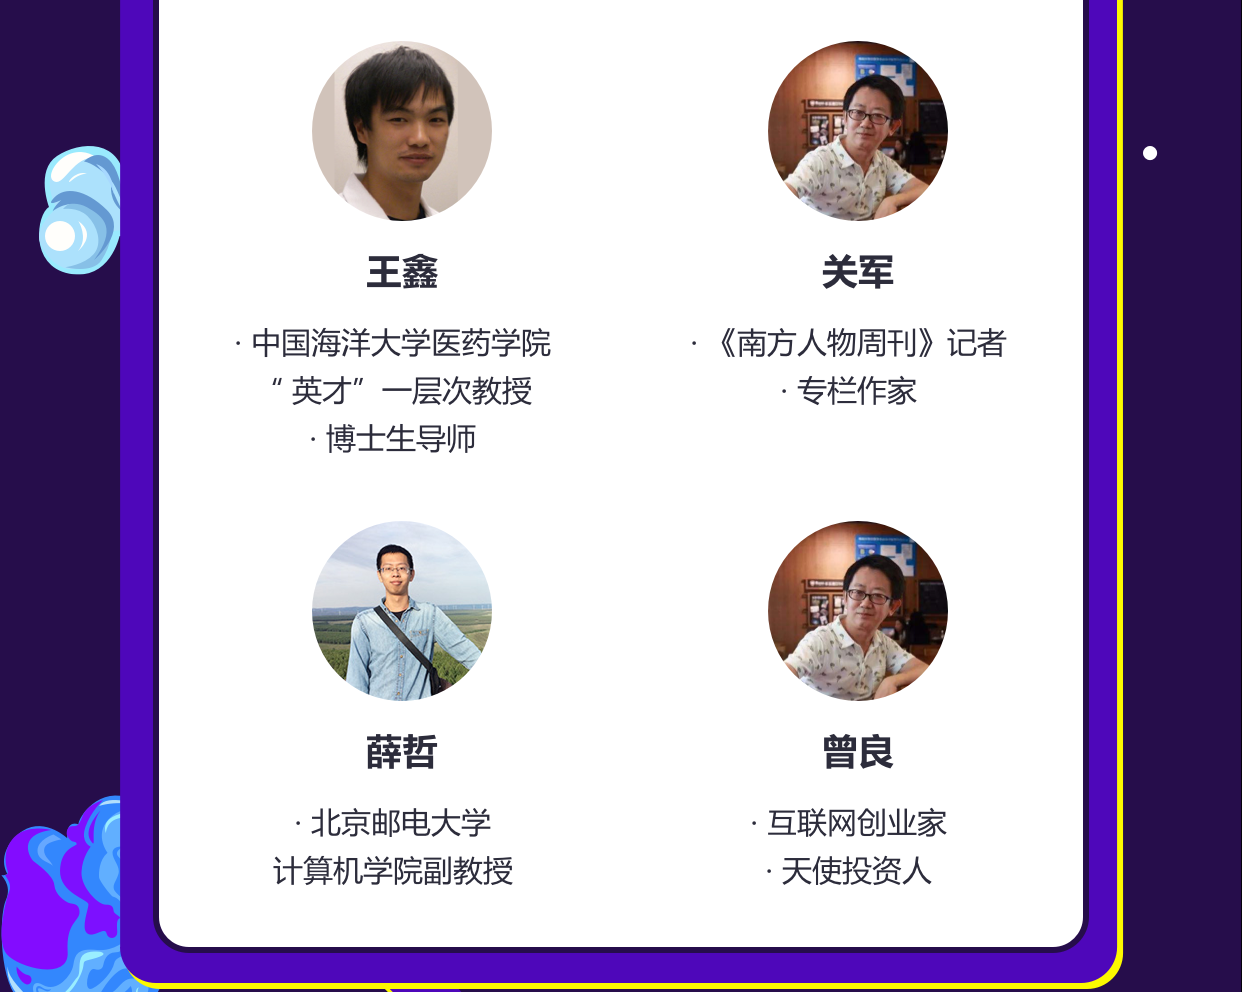 王鑫
· 中国海洋大学医药学院
“ 英才”一层次教授
· 博士生导师
关军
· 《南方人物周刊》记者
· 专栏作家
薛哲
· 北京邮电大学
计算机学院副教授
曾良
· 互联网创业家
· 天使投资人